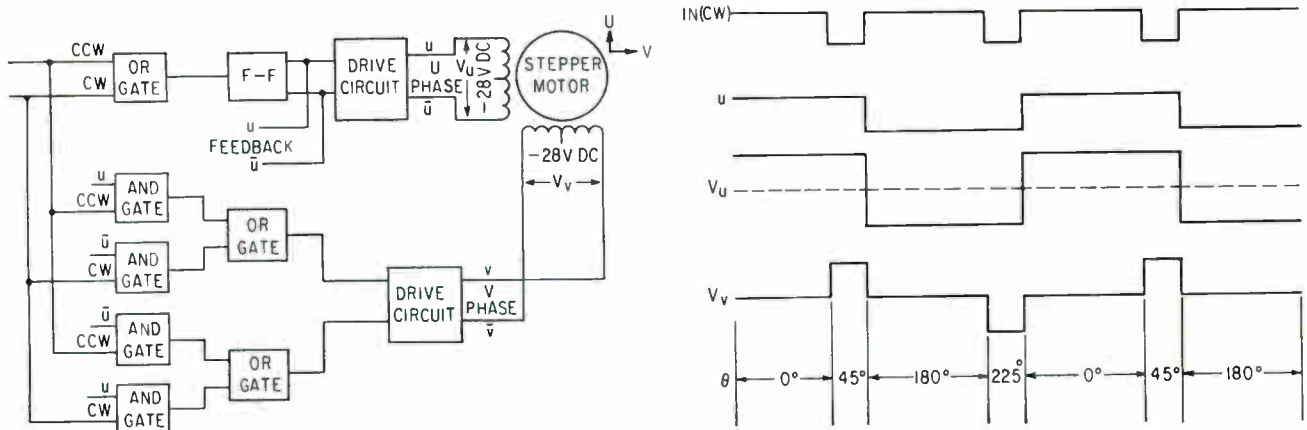 CCW
CW
OR
GATE
F-F
u
FEEDBACK
ū
DRIVE
CIRCUIT
u
U
PHASE
ū
Vu
-28V DC
STEPPER
MOTOR
U
V
-28V DC
Vv
u
CCW
AND
GATE
ū
CW
AND
GATE
OR
GATE
ū
CCW
AND
GATE
u
CW
AND
GATE
OR
GATE
DRIVE
CIRCUIT
v
V
PHASE
v̄
IN(CW)
u
Vu
Vv
θ 0° 45° 180° 225° 0° 45° 180°